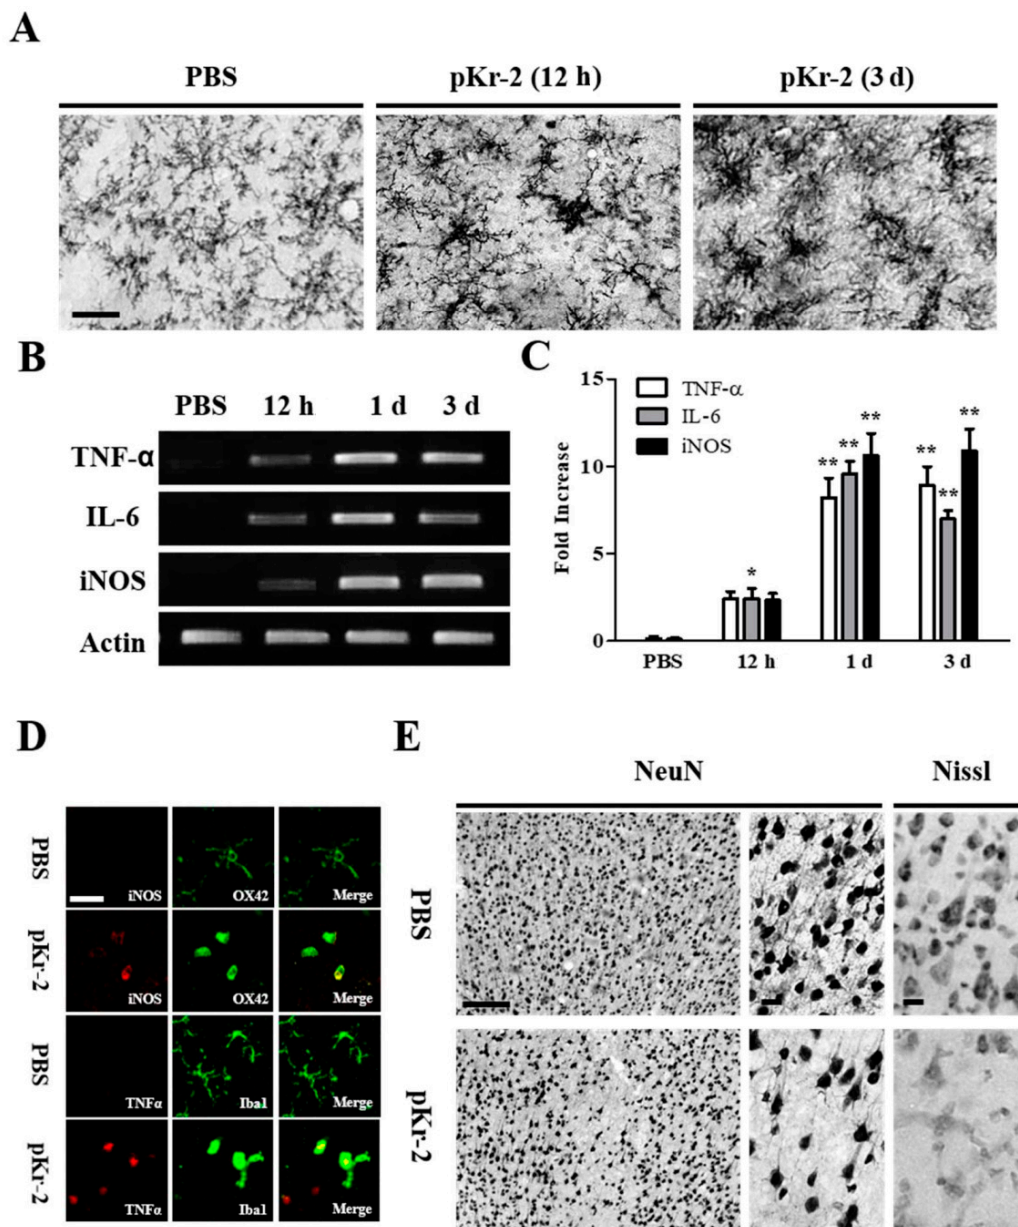 A
PBS pKr-2 (12 h) pKr-2 (3 d)
B
PBS 12 h 1 d 3 d
TNF-α
IL-6
iNOS
Actin
C
Fold Increase
15
10
5
0
TNF-α
IL-6
iNOS
*
** ** **
** ** **
PBS 12 h 1 d 3 d
D
PBS
iNOS OX42 Merge
pKr-2
iNOS OX42 Merge
PBS
TNFα Iba1 Merge
pKr-2
TNFα Iba1 Merge
E
NeuN Nissl
PBS
pKr-2